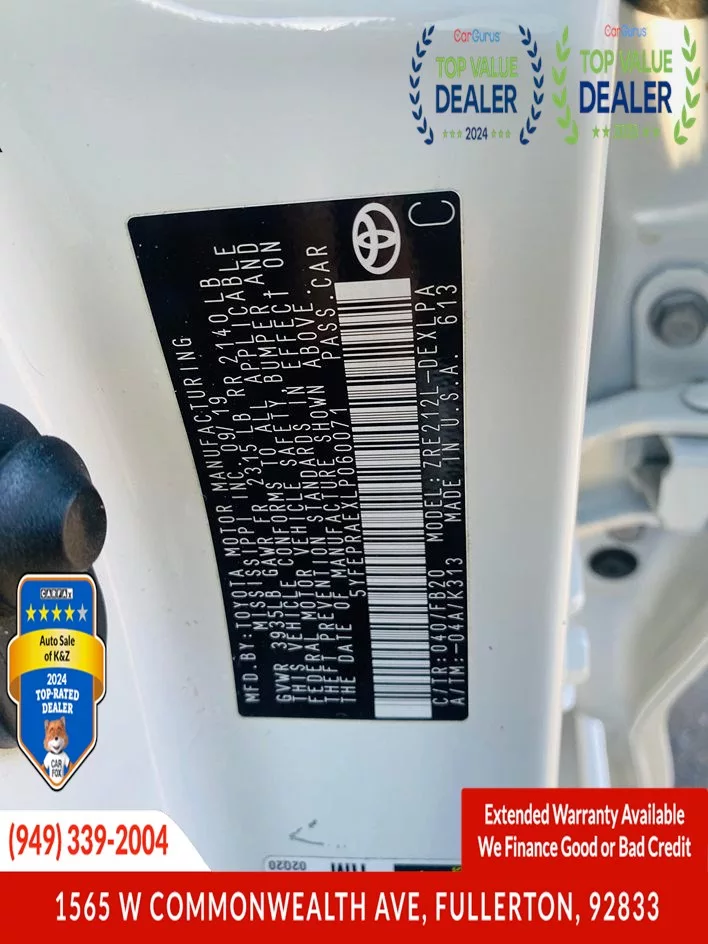 CarGurus
TOP VALUE
DEALER
2024
CarGurus
TOP VALUE
DEALER
MFD. BY: TOYOTA MOTOR MANUFACTURING
MISSISSIPPI INC. 09/19
GVWR 3935LB GAWR FR 2315LB RR 2140LB
THIS VEHICLE CONFORMS TO ALL APPLICABLE
FEDERAL MOTOR VEHICLE SAFETY, BUMPER, AND
THEFT PREVENTION STANDARDS IN EFFECT ON
THE DATE OF MANUFACTURE SHOWN ABOVE.
5YFEPRAEXLP060071 PASS.CAR
C/TR:040/FB20 MODEL:ZRE212L-DEXLPA
A/TM:-04A/K313 MADE IN U.S.A. 613
C
CARFAX
Auto Sale
of K&Z
2024
TOP-RATED
DEALER
CAR
FOX
(949) 339-2004
02020
Extended Warranty Available
We Finance Good or Bad Credit
1565 W COMMONWEALTH AVE, FULLERTON, 92833